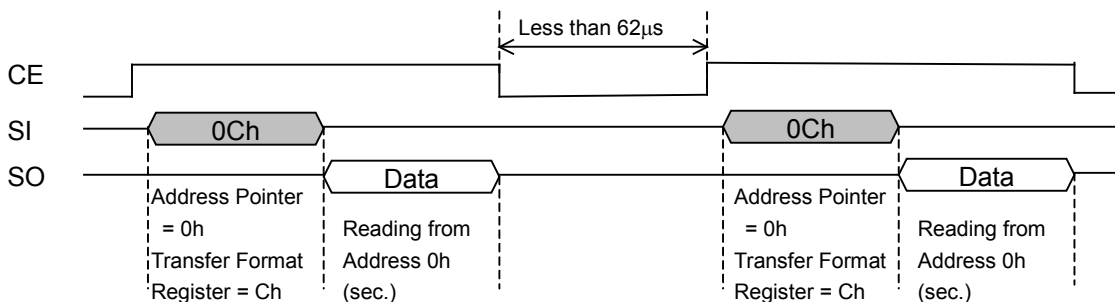 Less than 62μs
CE
SI
0Ch
0Ch
SO
Data
Data
Address Pointer
= 0h
Transfer Format
Register = Ch
Reading from
Address 0h
(sec.)
Address Pointer
= 0h
Transfer Format
Register = Ch
Reading from
Address 0h
(sec.)